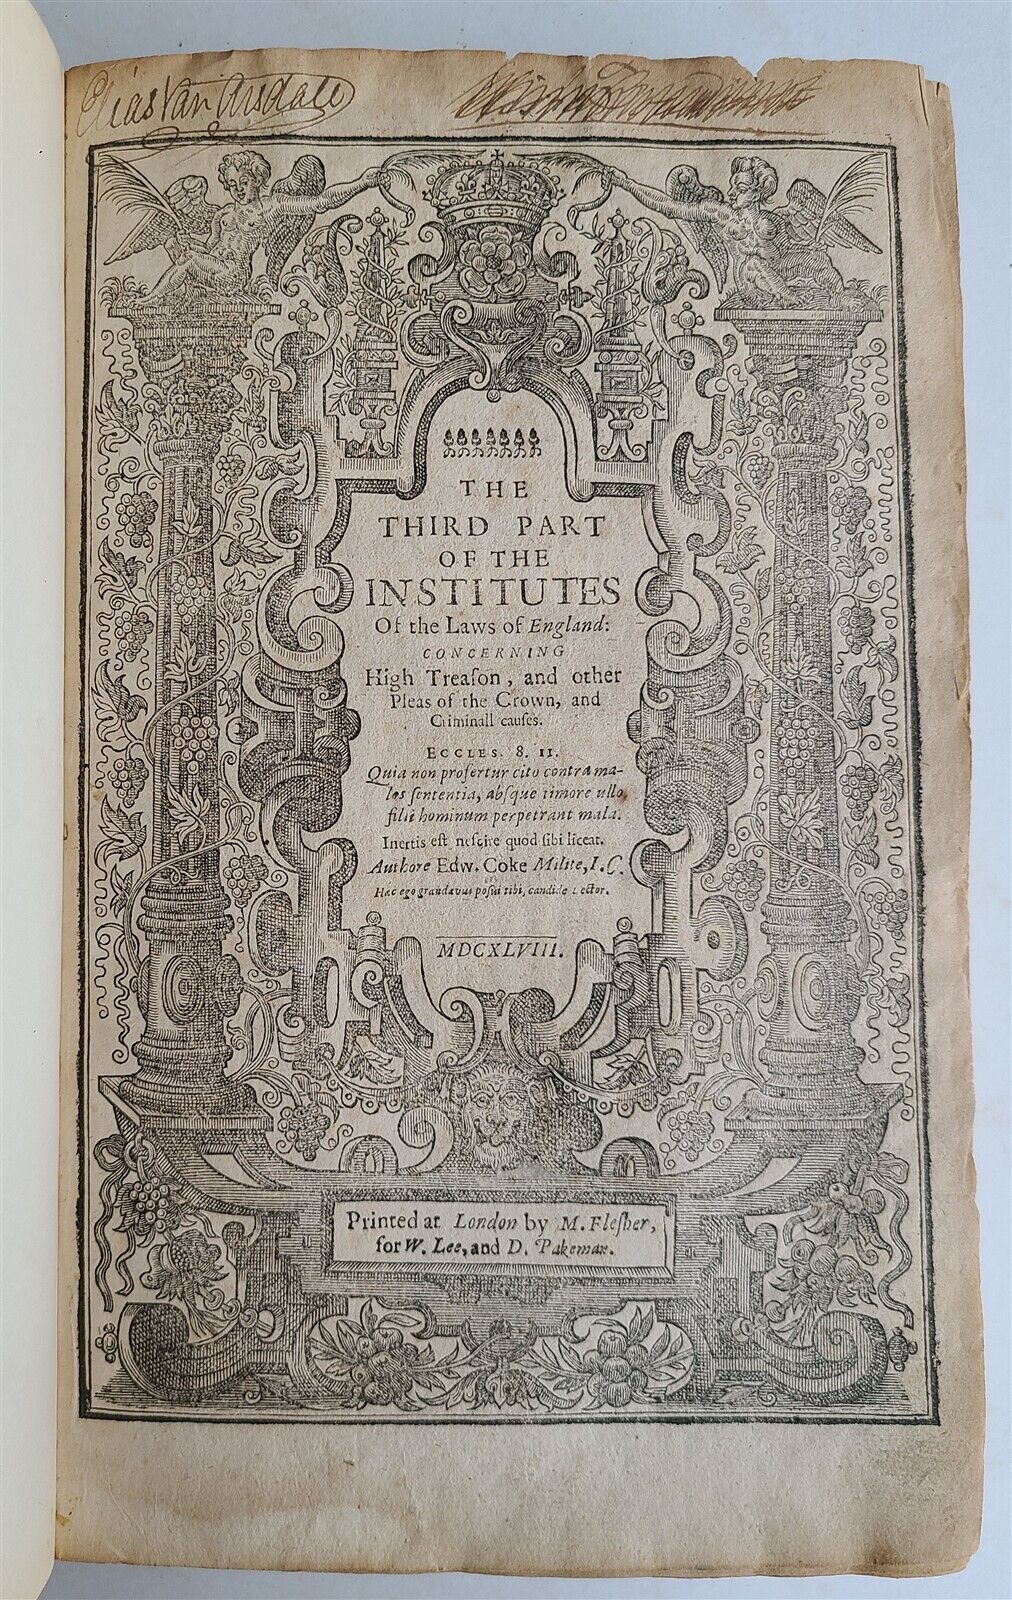 Elias Van Arsdale
THE
THIRD PART
OF THE
INSTITUTES
Of the Laws of England:
CONCERNING
High Treaſon, and other
Pleas of the Crown, and
Criminall cauſes.
ECCLES. 8. 11.
Quia non profertur cito contra ma-
los ſententia, abſque timore ullo
filii hominum perpetrant mala.
Inertis eſt neſcire quod ſibi liceat.
Authore EDW. COKE Milite, I. C.
Hæc ego grandævus poſui tibi, candide Lector.
MDCXLVIII.
Printed at London by M. Fleſher,
for W. Lee, and D. Pakeman.